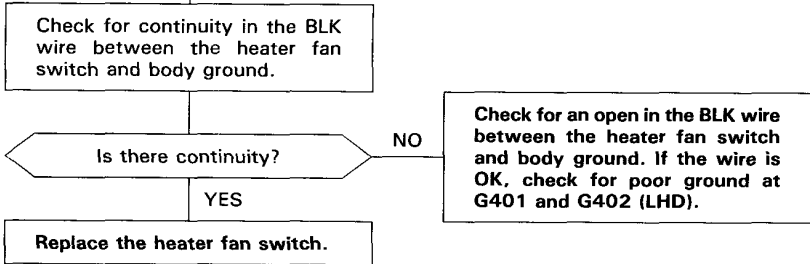 Check for continuity in the BLK
wire between the heater fan
switch and body ground.
Is there continuity?
NO
Check for an open in the BLK wire
between the heater fan switch
and body ground. If the wire is
OK, check for poor ground at
G401 and G402 (LHD).
YES
Replace the heater fan switch.